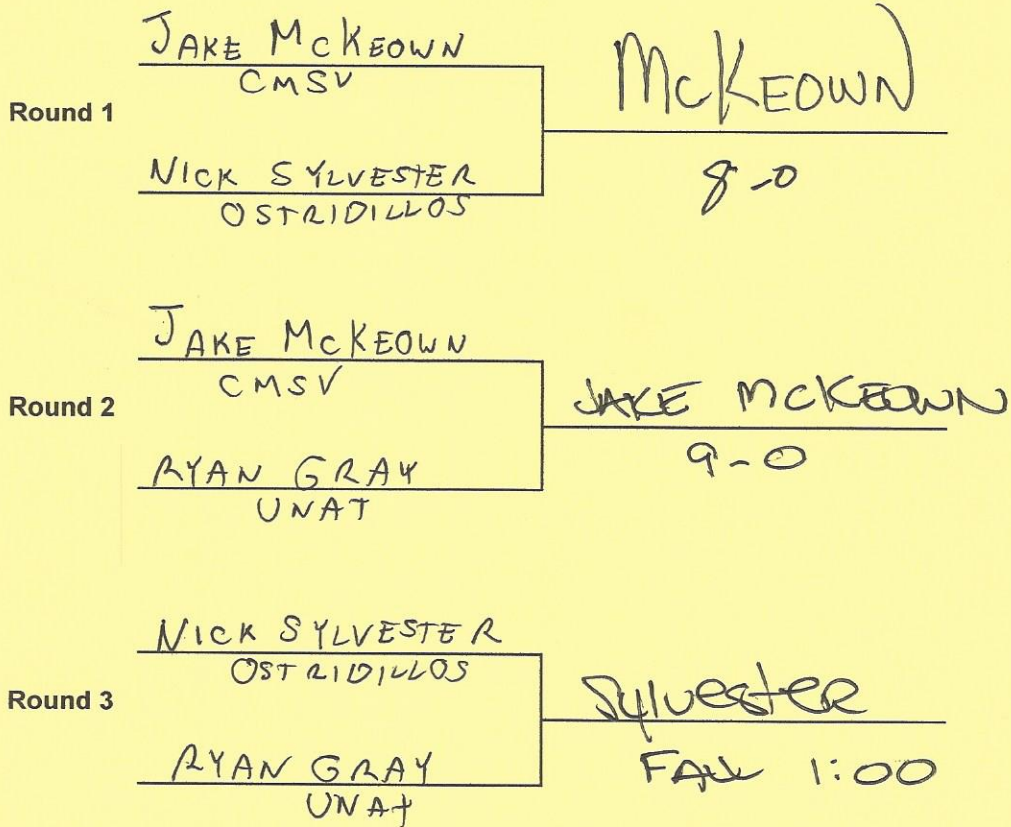 JAKE McKEOWN
CMSV
McKEOWN
Round 1
NICK SYLVESTER
8-0
OSTRIDILLOS
JAKE McKEOWN
CMSV
JAKE McKEOWN
Round 2
9-0
RYAN GRAY
UNAT
NICK SYLVESTER
OSTRIDILLOS
Sylvester
Round 3
FALL 1:00
RYAN GRAY
UNAT